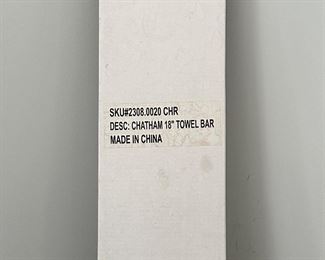 SKU#2308.0020 CHR
DESC: CHATHAM 18" TOWEL BAR
MADE IN CHINA